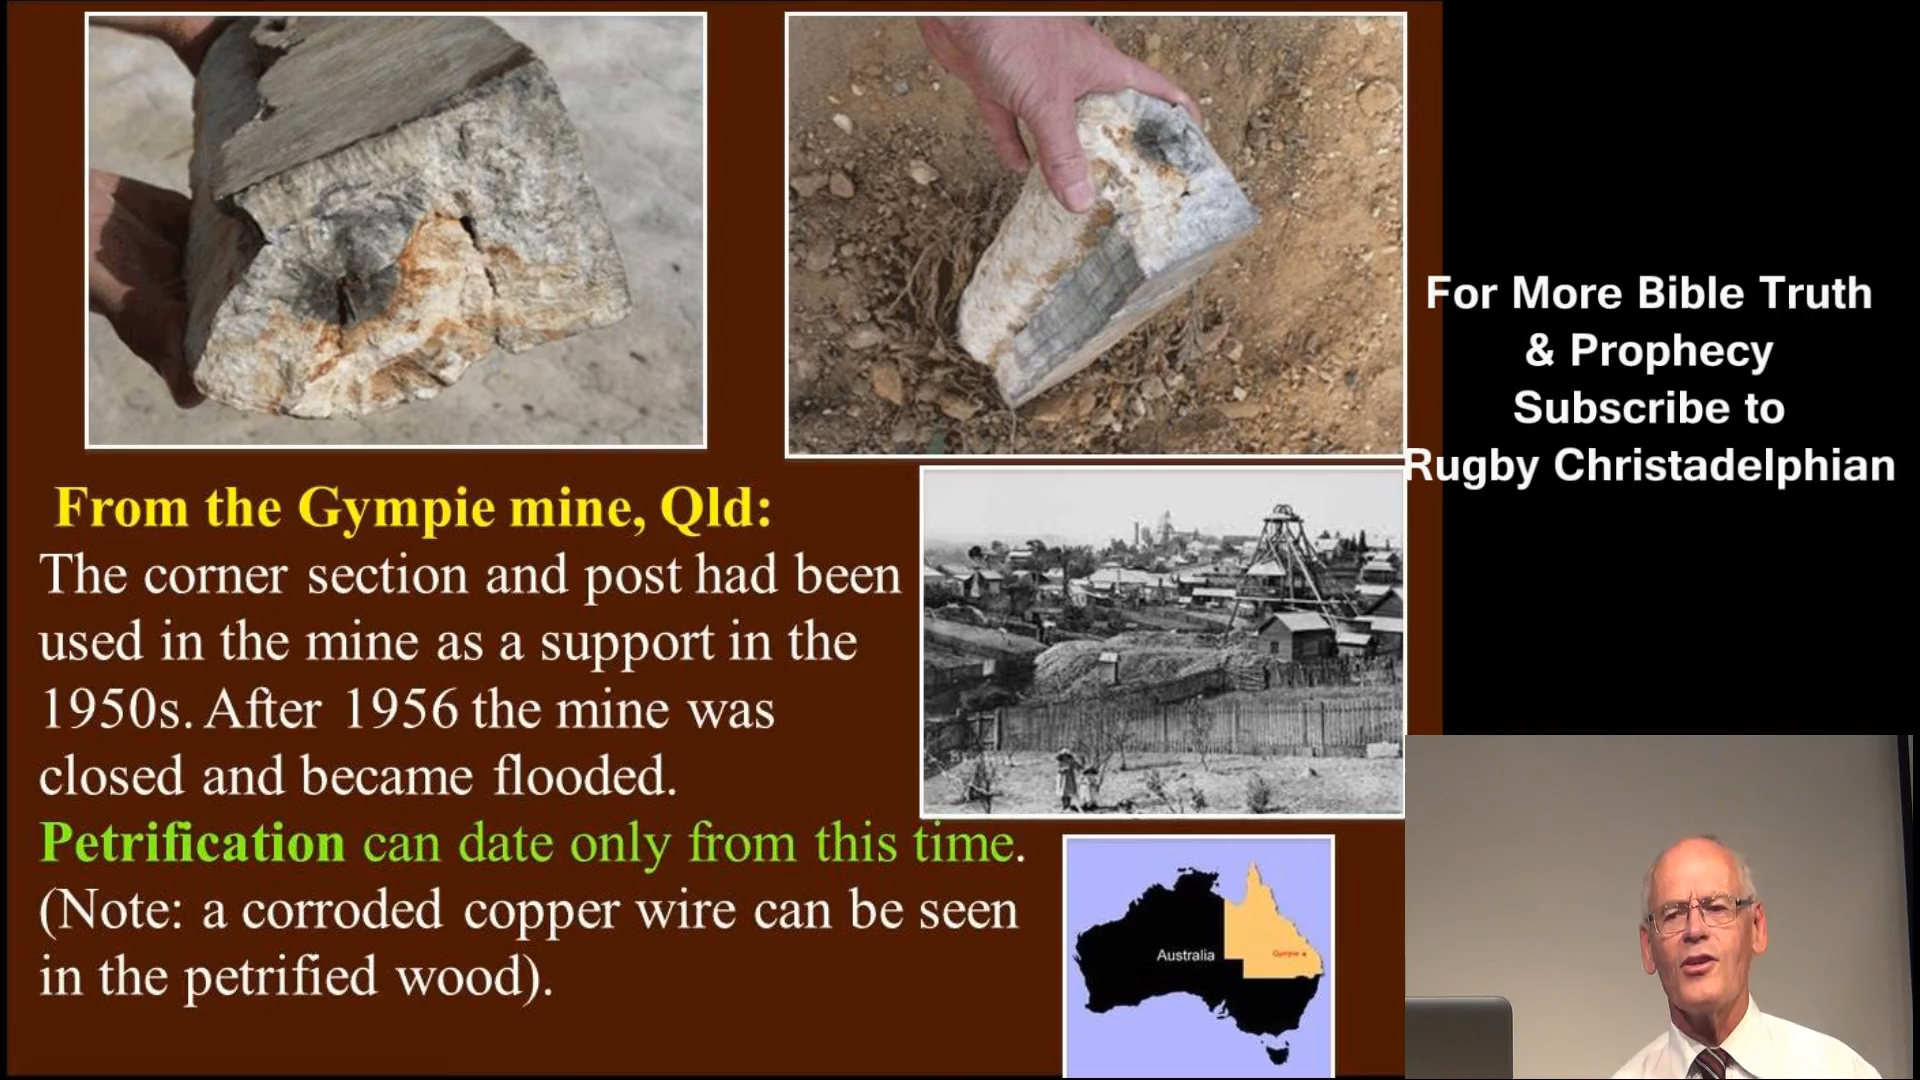 From the Gympie mine, Qld:
The corner section and post had been
used in the mine as a support in the
1950s. After 1956 the mine was
closed and became flooded.
Petrification can date only from this time.
(Note: a corroded copper wire can be seen
in the petrified wood).
Australia
Gympie
For More Bible Truth
& Prophecy
Subscribe to
Rugby Christadelphian